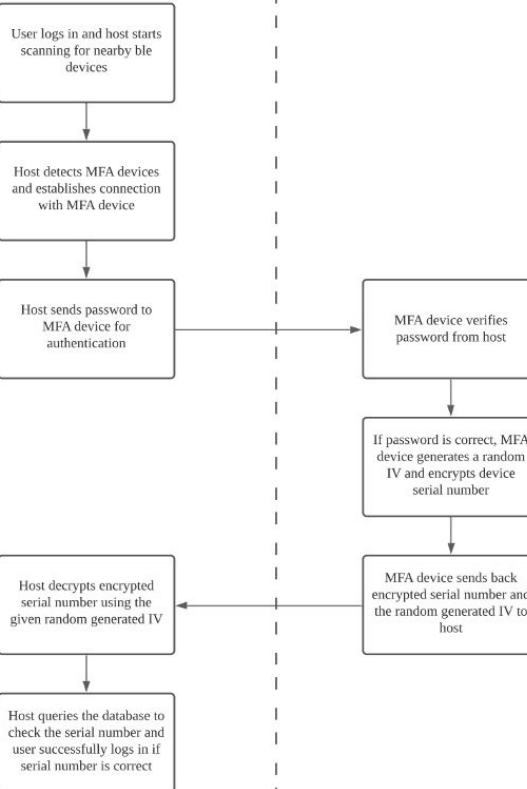 User logs in and host starts
scanning for nearby ble
devices
Host detects MFA devices
and establishes connection
with MFA device
Host sends password to
MFA device for
authentication
MFA device verifies
password from host
If password is correct, MFA
device generates a random
IV and encrypts device
serial number
MFA device sends back
encrypted serial number and
the random generated IV to
host
Host decrypts encrypted
serial number using the
given random generated IV
Host queries the database to
check the serial number and
user successfully logs in if
serial number is correct